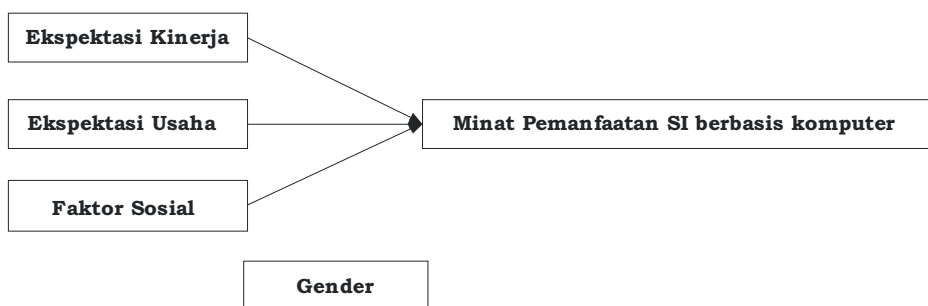 Ekspektasi Kinerja
Ekspektasi Usaha
Minat Pemanfaatan SI berbasis komputer
Faktor Sosial
Gender